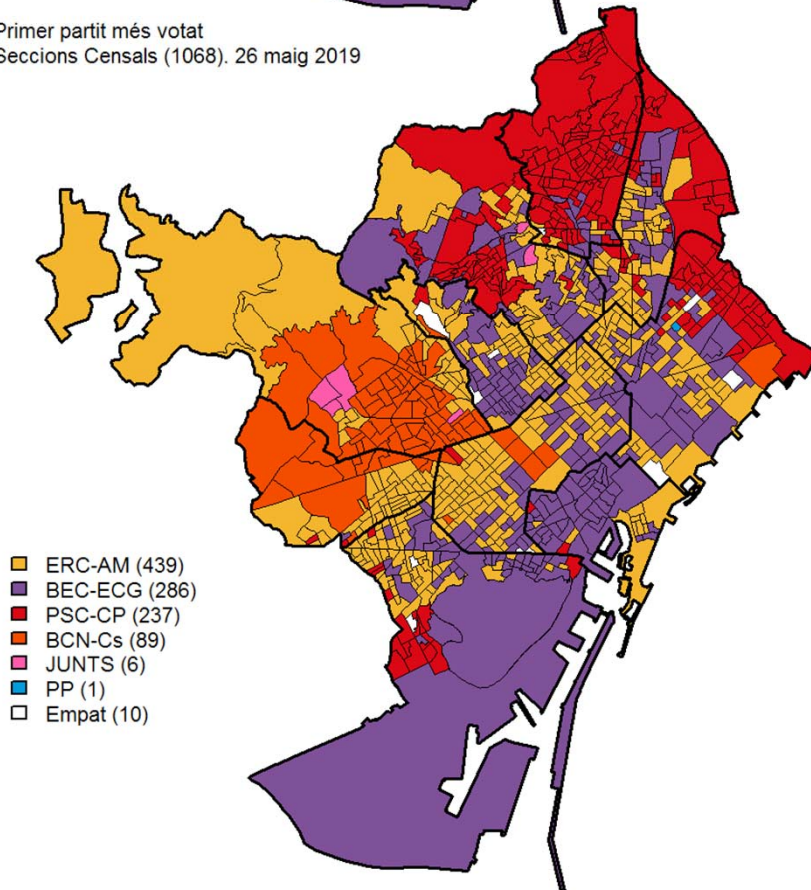 Primer partit més votat
Seccions Censals (1068). 26 maig 2019
ERC-AM (439)
BEC-ECG (286)
PSC-CP (237)
BCN-Cs (89)
JUNTS (6)
PP (1)
Empat (10)